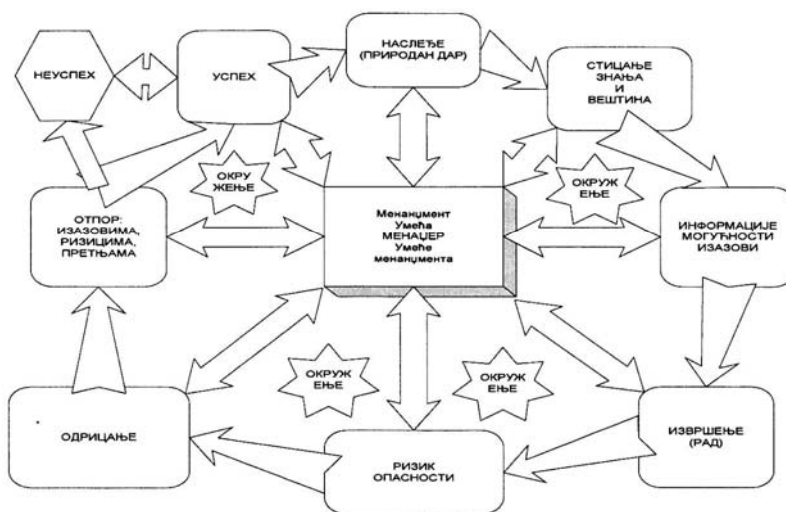 НАСЛЕЂЕ
(ПРИРОДАН ДАР)
НЕУСПЕХ
УСПЕХ
СТИЦАЊЕ
ЗНАЊА
И
ВЕШТИНА
ОКРУ
ЖЕЊЕ
ОКРУЖ
ЕЊЕ
ОТПОР:
ИЗАЗОВИМА,
РИЗИЦИМА,
ПРЕТЊАМА
Менаџмент
Умећа
МЕНАЏЕР
Умеће
менаџмента
ИНФОРМАЦИЈЕ
МОГУЋНОСТИ
ИЗАЗОВИ
ОКРУЖ
ЕЊЕ
ОКРУЖ
ЕЊЕ
ОДРИЦАЊЕ
РИЗИК
ОПАСНОСТИ
ИЗВРШЕЊЕ
(РАД)